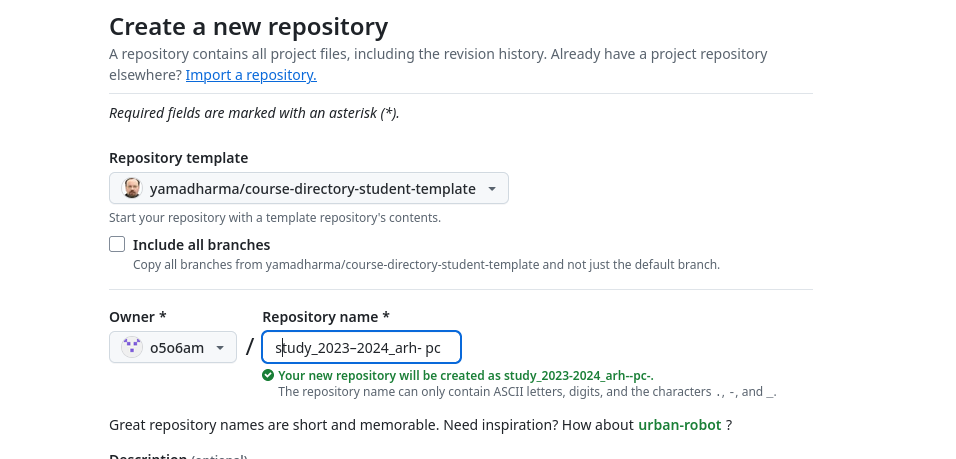 Create a new repository
A repository contains all project files, including the revision history. Already have a project repository
elsewhere? Import a repository.
Required fields are marked with an asterisk (*).
Repository template
yamadharma/course-directory-student-template
Start your repository with a template repository's contents.
Include all branches
Copy all branches from yamadharma/course-directory-student-template and not just the default branch.
Owner * Repository name *
o5o6am / study_2023–2024_arh- pc
Your new repository will be created as study_2023-2024_arh--pc-.
The repository name can only contain ASCII letters, digits, and the characters ., -, and _.
Great repository names are short and memorable. Need inspiration? How about urban-robot ?
Description (optional)